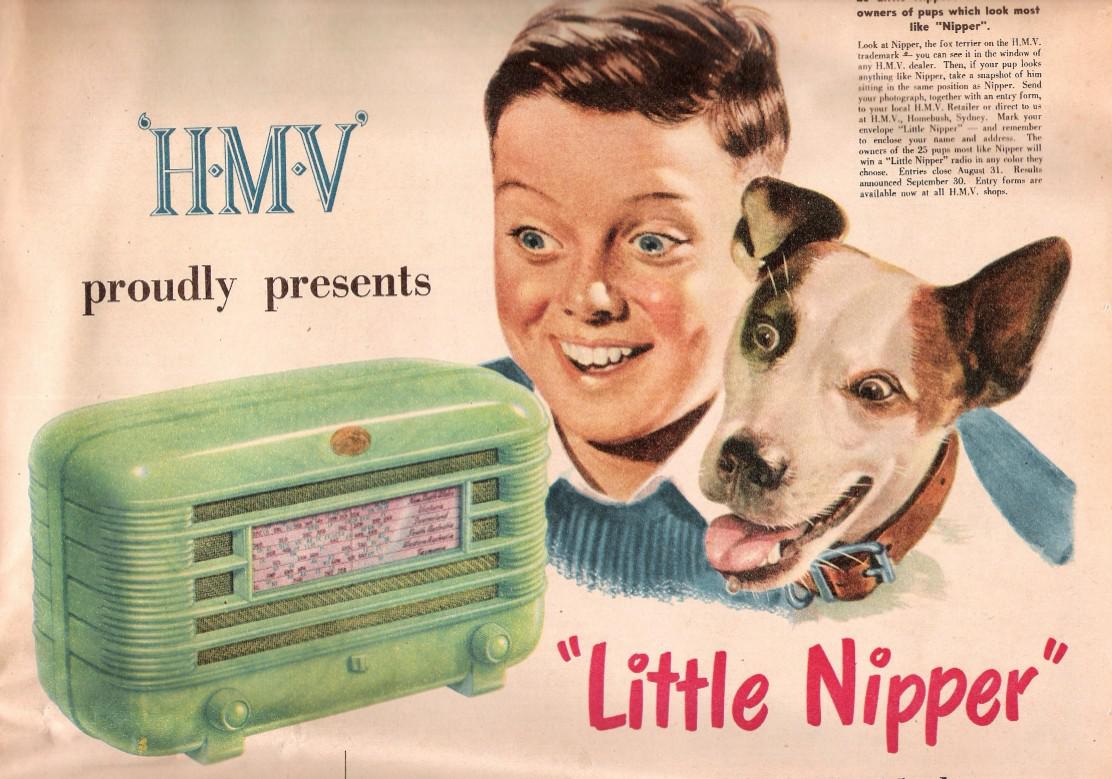 'H·M·V'
proudly presents
owners of pups which look most
like "Nipper".
Look at Nipper, the fox terrier on the H.M.V.
trademark — you can see it in the window of
any H.M.V. dealer. Then, if your pup looks
anything like Nipper, take a snapshot of him
sitting in the same position as Nipper. Send
your photograph, together with an entry form,
to your local H.M.V. Retailer or direct to us
at H.M.V., Homebush, Sydney. Mark your
envelope "Little Nipper" — and remember
to enclose your name and address. The
owners of the 25 pups most like Nipper will
win a "Little Nipper" radio in any color they
choose. Entries close August 31. Results
announced September 30. Entry forms are
available now at all H.M.V. shops.
"Little Nipper"